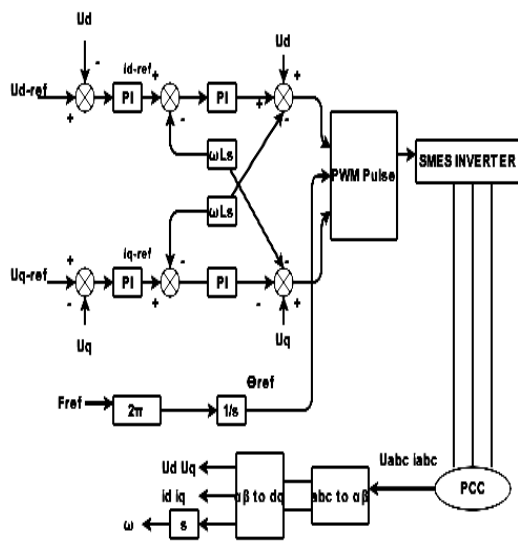 Ud
Ud
-
id-ref
+
+
Ud-ref
PI
PI
+
-
+
-
ωLs
PWM Pulse
SMES INVERTER
ωLs
iq-ref
+
-
-
Uq-ref
PI
PI
-
+
-
+
Uq
Uq
Θref
Fref
2π
1/s
Uabc iabc
Ud Uq
αβ to dq
abc to αβ
PCC
id iq
ω
s